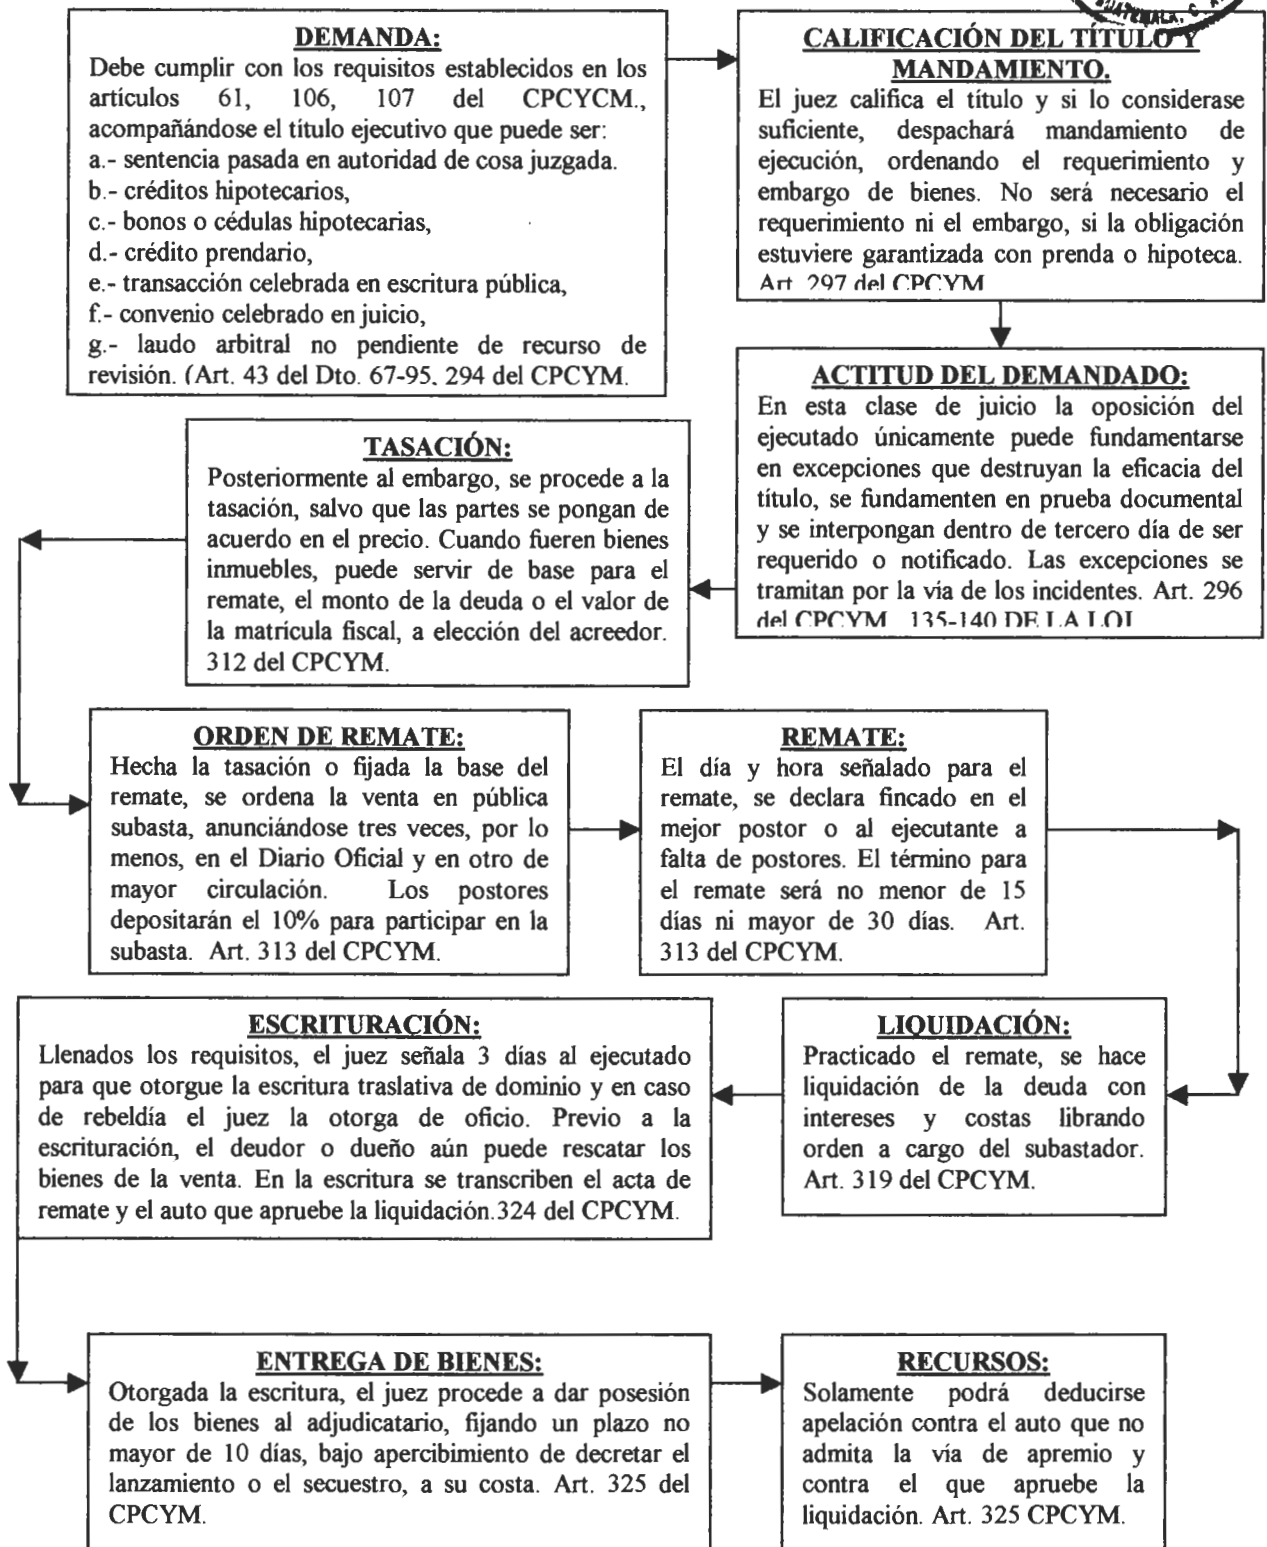 GUATEMALA, C. A.
DEMANDA:
Debe cumplir con los requisitos establecidos en los
artículos 61, 106, 107 del CPCYCM.,
acompañándose el título ejecutivo que puede ser:
a.- sentencia pasada en autoridad de cosa juzgada.
b.- créditos hipotecarios,
c.- bonos o cédulas hipotecarias,
d.- crédito prendario,
e.- transacción celebrada en escritura pública,
f.- convenio celebrado en juicio,
g.- laudo arbitral no pendiente de recurso de
revisión. (Art. 43 del Dto. 67-95, 294 del CPCYM.
CALIFICACIÓN DEL TÍTULO Y
MANDAMIENTO.
El juez califica el título y si lo considerase
suficiente, despachará mandamiento de
ejecución, ordenando el requerimiento y
embargo de bienes. No será necesario el
requerimiento ni el embargo, si la obligación
estuviere garantizada con prenda o hipoteca.
Art. 297 del CPCYM
ACTITUD DEL DEMANDADO:
En esta clase de juicio la oposición del
ejecutado únicamente puede fundamentarse
en excepciones que destruyan la eficacia del
título, se fundamenten en prueba documental
y se interpongan dentro de tercero día de ser
requerido o notificado. Las excepciones se
tramitan por la vía de los incidentes. Art. 296
del CPCYM 135-140 DE LA LOJ
TASACIÓN:
Posteriormente al embargo, se procede a la
tasación, salvo que las partes se pongan de
acuerdo en el precio. Cuando fueren bienes
inmuebles, puede servir de base para el
remate, el monto de la deuda o el valor de
la matrícula fiscal, a elección del acreedor.
312 del CPCYM.
ORDEN DE REMATE:
Hecha la tasación o fijada la base del
remate, se ordena la venta en pública
subasta, anunciándose tres veces, por lo
menos, en el Diario Oficial y en otro de
mayor circulación. Los postores
depositarán el 10% para participar en la
subasta. Art. 313 del CPCYM.
REMATE:
El día y hora señalado para el
remate, se declara fincado en el
mejor postor o al ejecutante a
falta de postores. El término para
el remate será no menor de 15
días ni mayor de 30 días. Art.
313 del CPCYM.
LIQUIDACIÓN:
Practicado el remate, se hace
liquidación de la deuda con
intereses y costas librando
orden a cargo del subastador.
Art. 319 del CPCYM.
ESCRITURACIÓN:
Llenados los requisitos, el juez señala 3 días al ejecutado
para que otorgue la escritura traslativa de dominio y en caso
de rebeldía el juez la otorga de oficio. Previo a la
escrituración, el deudor o dueño aún puede rescatar los
bienes de la venta. En la escritura se transcriben el acta de
remate y el auto que apruebe la liquidación.324 del CPCYM.
ENTREGA DE BIENES:
Otorgada la escritura, el juez procede a dar posesión
de los bienes al adjudicatario, fijando un plazo no
mayor de 10 días, bajo apercibimiento de decretar el
lanzamiento o el secuestro, a su costa. Art. 325 del
CPCYM.
RECURSOS:
Solamente podrá deducirse
apelación contra el auto que no
admita la vía de apremio y
contra el que apruebe la
liquidación. Art. 325 CPCYM.